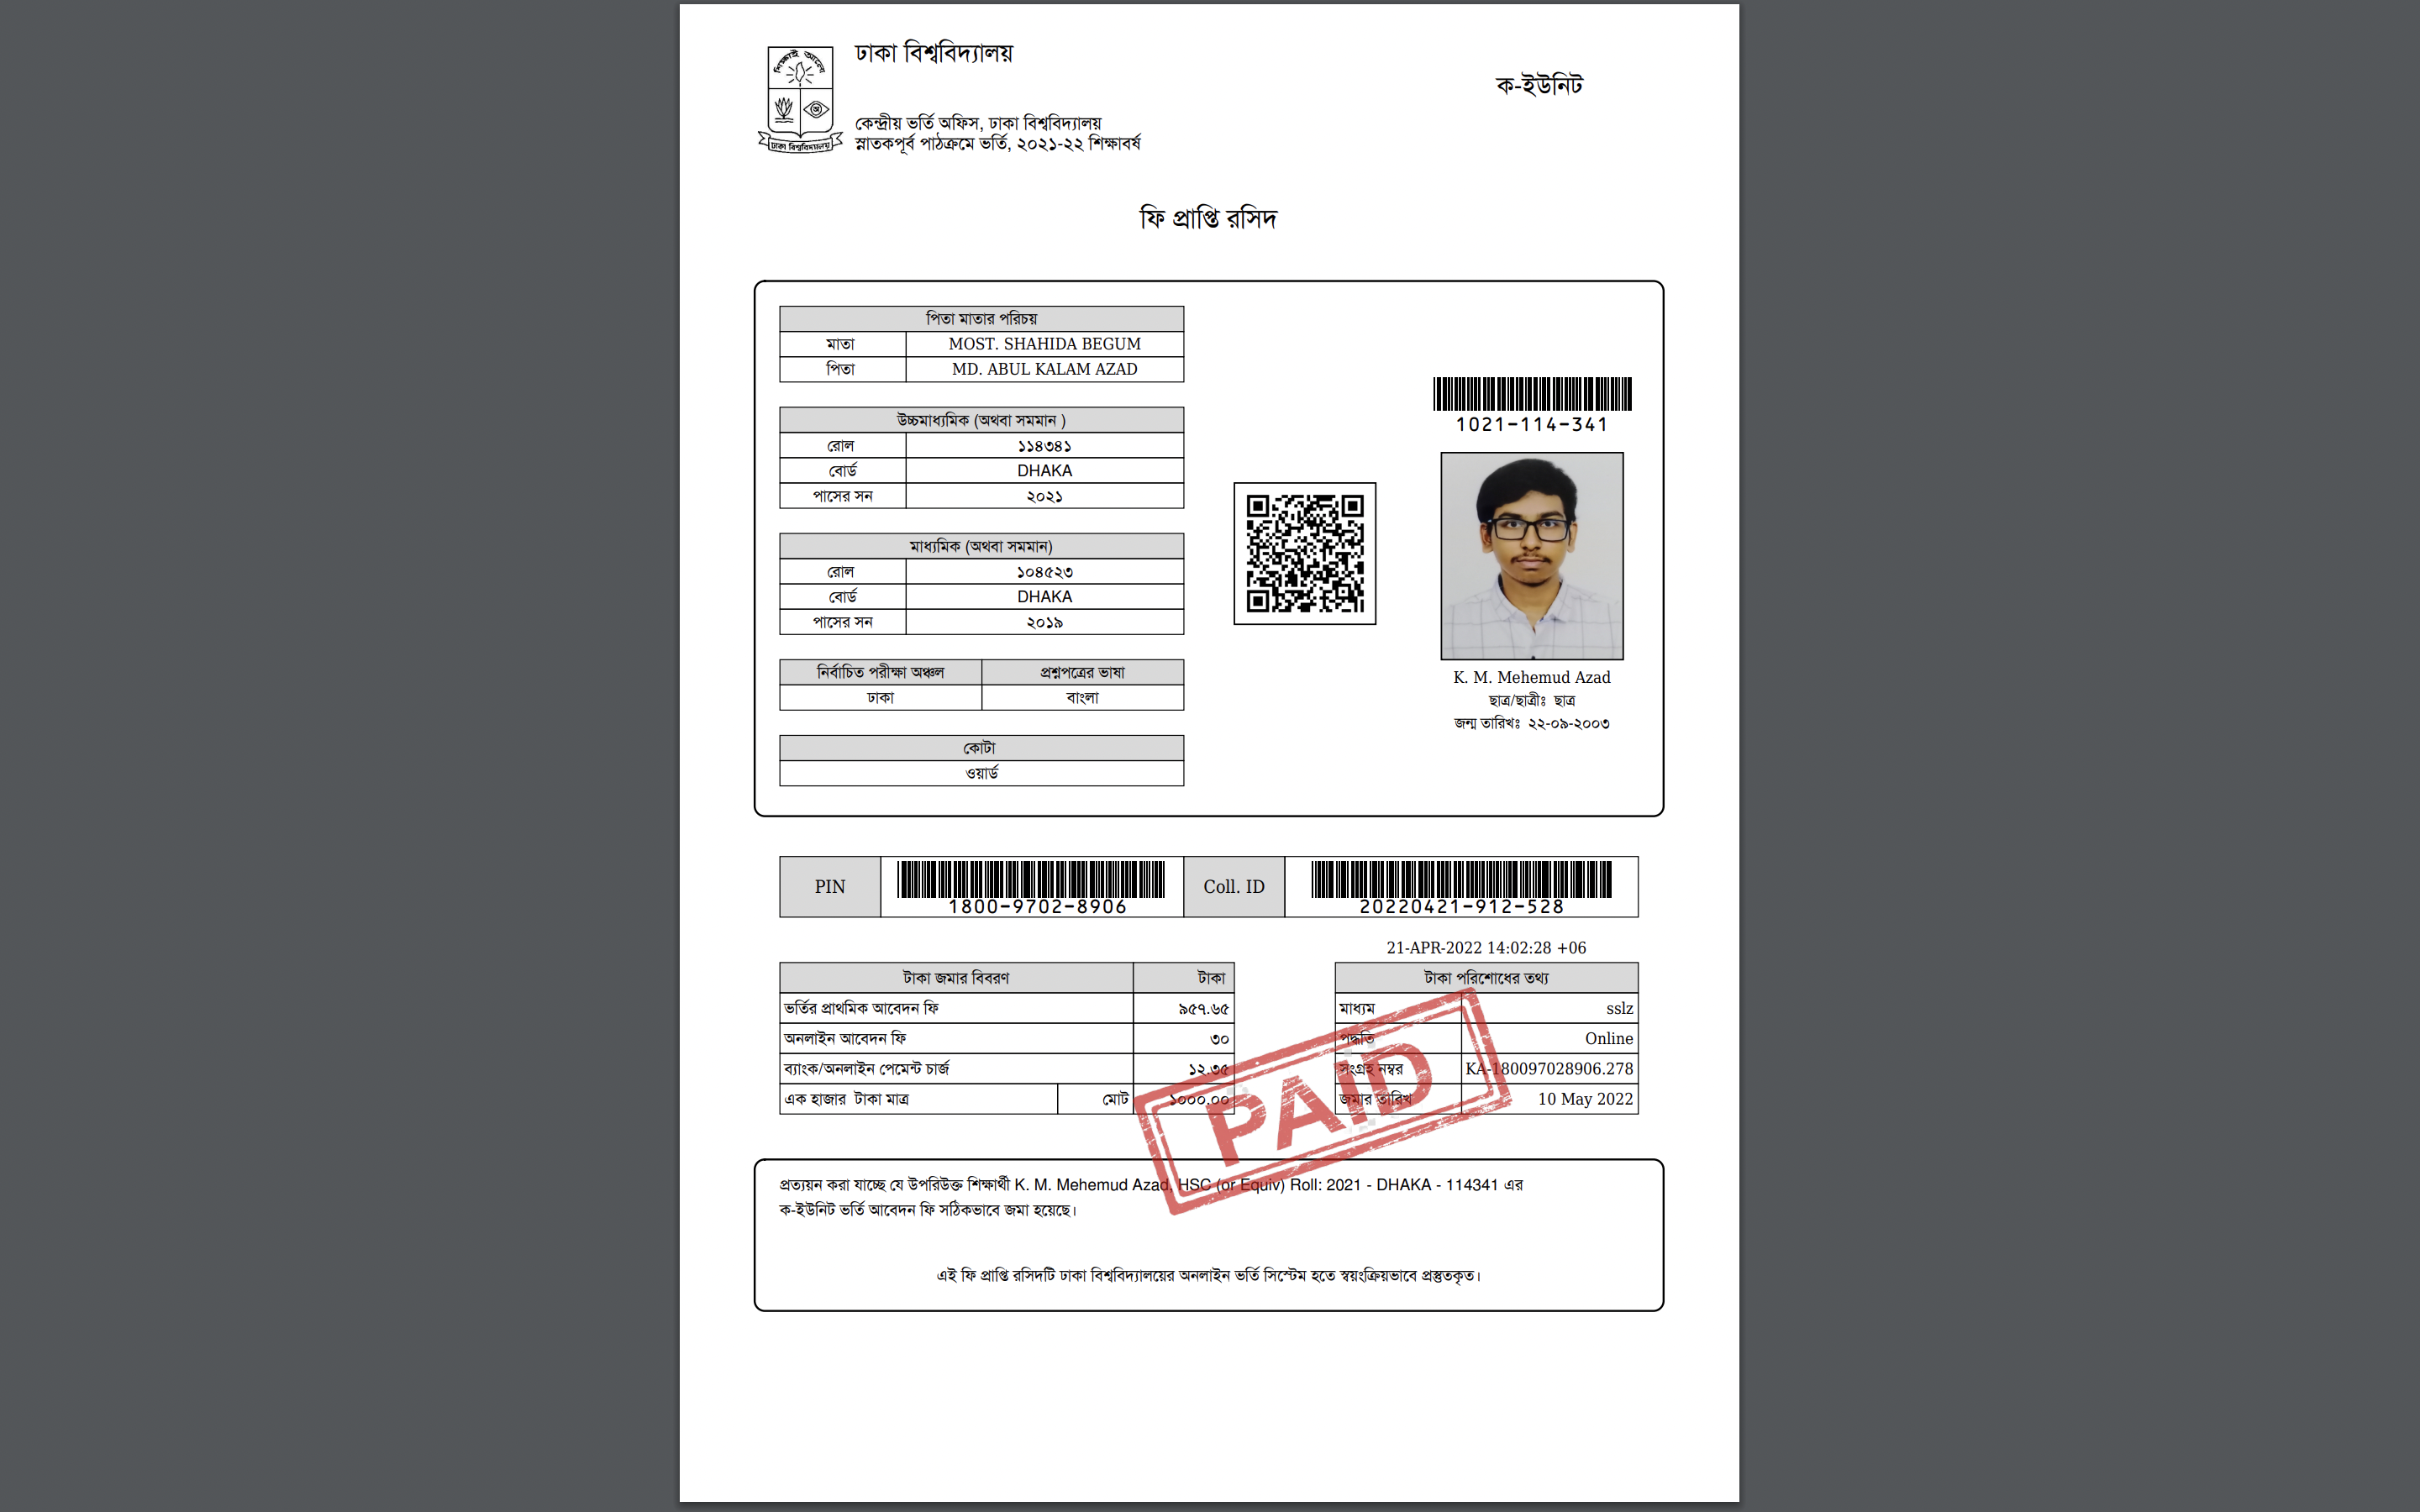 ঢাকা বিশ্ববিদ্যালয়
ক-ইউনিট
কেন্দ্রীয় ভর্তি অফিস, ঢাকা বিশ্ববিদ্যালয়
স্নাতকপূর্ব পাঠক্রমে ভর্তি, ২০২১-২২ শিক্ষাবর্ষ
শিক্ষাই আলো
ঢাকা বিশ্ববিদ্যালয়
ফি প্রাপ্তি রসিদ
পিতা মাতার পরিচয়
মাতা MOST. SHAHIDA BEGUM
পিতা MD. ABUL KALAM AZAD
উচ্চমাধ্যমিক (অথবা সমমান )
রোল ১১৪৩৪১
বোর্ড DHAKA
পাসের সন ২০২১
মাধ্যমিক (অথবা সমমান)
রোল ১০৪৫২৩
বোর্ড DHAKA
পাসের সন ২০১৯
নির্বাচিত পরীক্ষা অঞ্চল প্রশ্নপত্রের ভাষা
ঢাকা বাংলা
কোটা
ওয়ার্ড
1021-114-341
K. M. Mehemud Azad
ছাত্র/ছাত্রীঃ ছাত্র
জন্ম তারিখঃ ২২-০৯-২০০৩
PIN 1800-9702-8906 Coll. ID 20220421-912-528
21-APR-2022 14:02:28 +06
টাকা জমার বিবরণ টাকা
ভর্তির প্রাথমিক আবেদন ফি ৯৫৭.৬৫
অনলাইন আবেদন ফি ৩০
ব্যাংক/অনলাইন পেমেন্ট চার্জ ১২.৩৫
এক হাজার টাকা মাত্র মোট ১০০০.০০
টাকা পরিশোধের তথ্য
মাধ্যম sslz
পদ্ধতি Online
সংগ্রহ নম্বর KA-180097028906.278
জমার তারিখ 10 May 2022
PAID
প্রত্যয়ন করা যাচ্ছে যে উপরিউক্ত শিক্ষার্থী K. M. Mehemud Azad, HSC (or Equiv) Roll: 2021 - DHAKA - 114341 এর
ক-ইউনিট ভর্তি আবেদন ফি সঠিকভাবে জমা হয়েছে।
এই ফি প্রাপ্তি রসিদটি ঢাকা বিশ্ববিদ্যালয়ের অনলাইন ভর্তি সিস্টেম হতে স্বয়ংক্রিয়ভাবে প্রস্তুতকৃত।